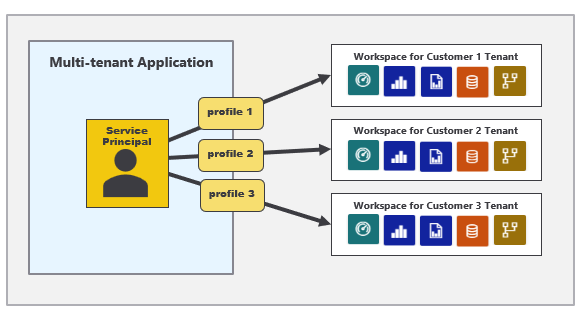 Multi-tenant Application
Service
Principal
profile 1
profile 2
profile 3
Workspace for Customer 1 Tenant
Workspace for Customer 2 Tenant
Workspace for Customer 3 Tenant